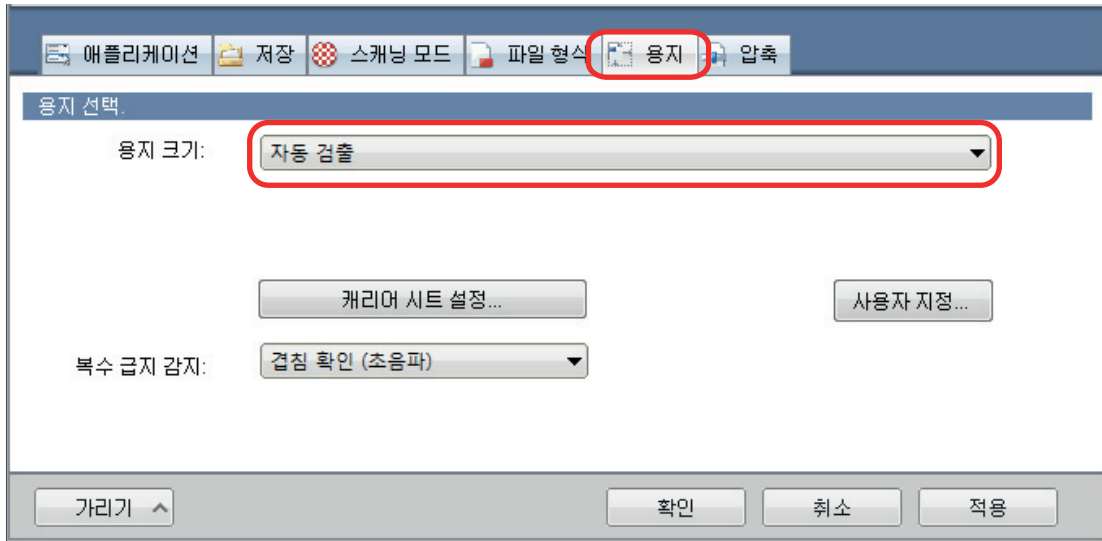 애플리케이션 저장 스캐닝 모드 파일 형식 용지 압축
용지 선택.
용지 크기: 자동 검출
캐리어 시트 설정... 사용자 지정...
복수 급지 감지: 겹침 확인 (초음파)
가리기 확인 취소 적용